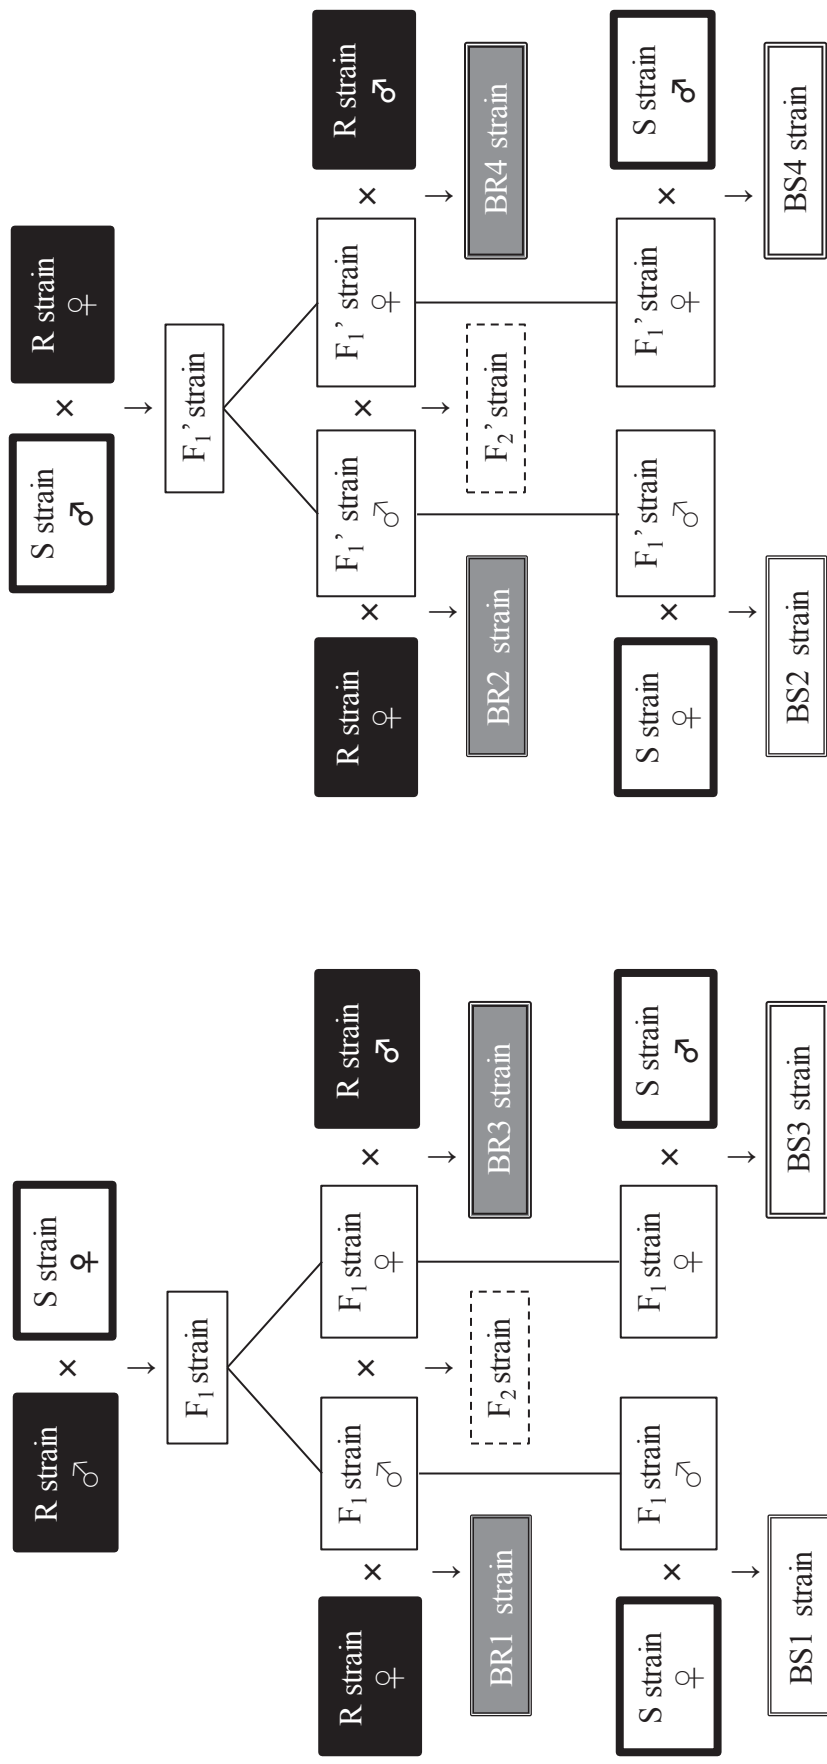 R strain
♂
×
S strain
♀
F₁ strain
R strain
♀
×
F₁ strain
♂
×
F₁ strain
♀
×
R strain
♂
BR1 strain
F₂ strain
BR3 strain
S strain
♀
×
F₁ strain
♂
F₁ strain
♀
×
S strain
♂
BS1 strain
BS3 strain
S strain
♂
×
R strain
♀
F₁’ strain
R strain
♀
×
F₁’ strain
♂
×
F₁’ strain
♀
×
R strain
♂
BR2 strain
F₂’ strain
BR4 strain
S strain
♀
×
F₁’ strain
♂
F₁’ strain
♀
×
S strain
♂
BS2 strain
BS4 strain